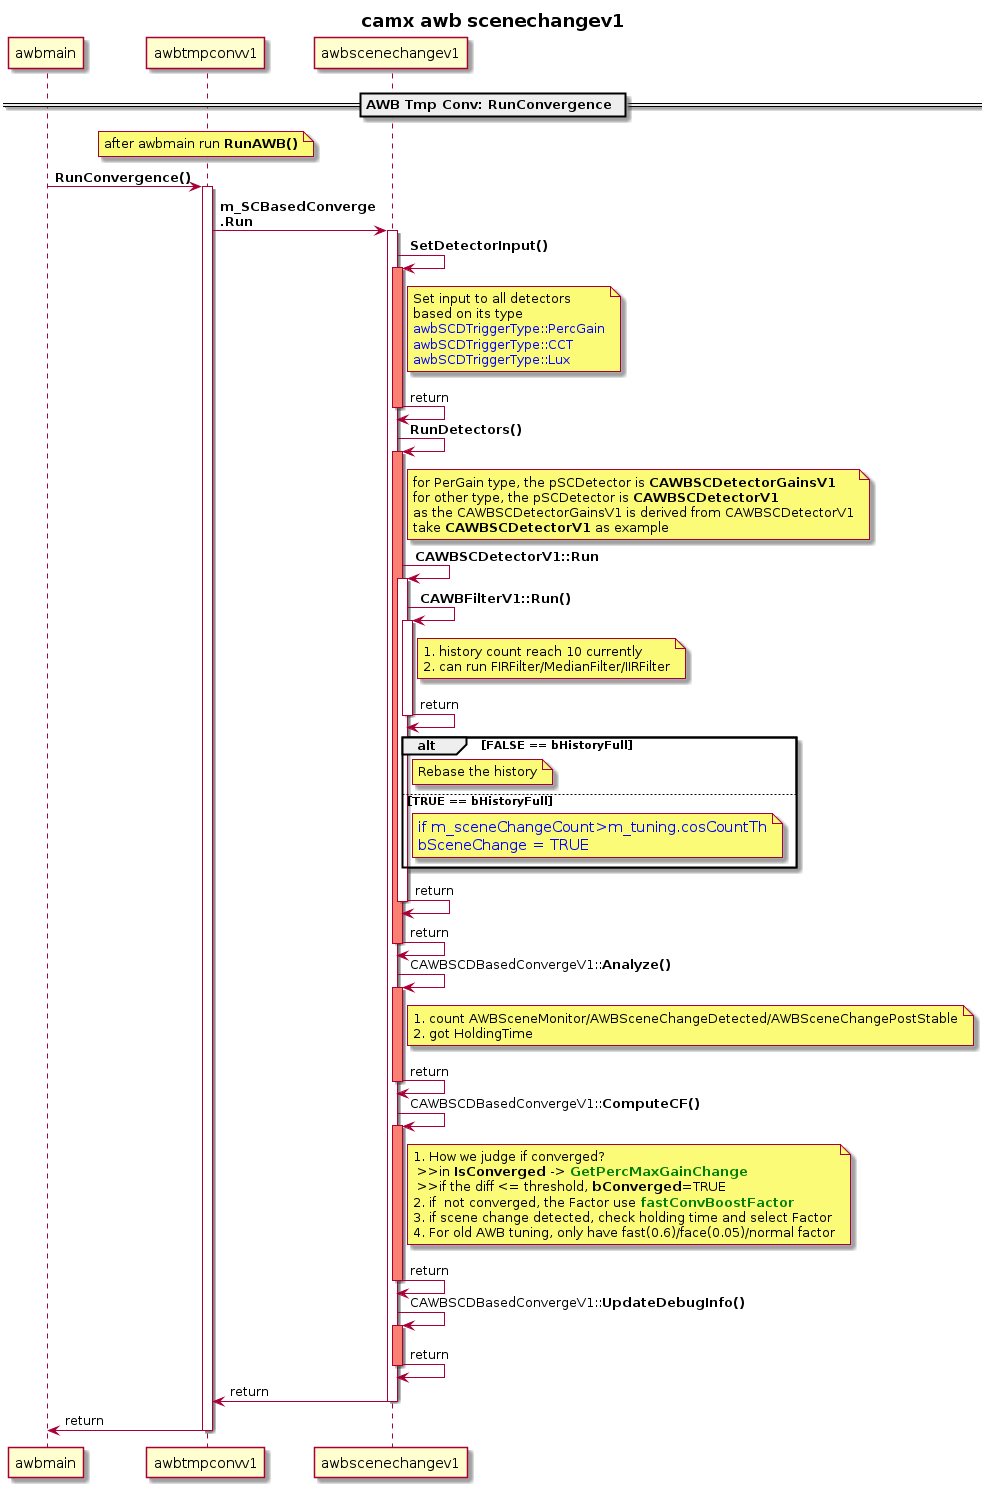 camx awb scenechangev1
awbmain
awbtmpconvv1
awbscenechangev1
AWB Tmp Conv: RunConvergence
after awbmain run RunAWB()
RunConvergence()
m_SCBasedConverge
.Run
SetDetectorInput()
Set input to all detectors
based on its type
awbSCDTriggerType::PercGain
awbSCDTriggerType::CCT
awbSCDTriggerType::Lux
return
RunDetectors()
for PerGain type, the pSCDetector is CAWBSCDetectorGainsV1
for other type, the pSCDetector is CAWBSCDetectorV1
as the CAWBSCDetectorGainsV1 is derived from CAWBSCDetectorV1
take CAWBSCDetectorV1 as example
CAWBSCDetectorV1::Run
CAWBFilterV1::Run()
1. history count reach 10 currently
2. can run FIRFilter/MedianFilter/IIRFilter
return
alt [FALSE == bHistoryFull]
Rebase the history
[TRUE == bHistoryFull]
if m_sceneChangeCount>m_tuning.cosCountTh
bSceneChange = TRUE
return
return
CAWBSCDBasedConvergeV1::Analyze()
1. count AWBSceneMonitor/AWBSceneChangeDetected/AWBSceneChangePostStable
2. got HoldingTime
return
CAWBSCDBasedConvergeV1::ComputeCF()
1. How we judge if converged?
>>in IsConverged -> GetPercMaxGainChange
>>if the diff <= threshold, bConverged=TRUE
2. if  not converged, the Factor use fastConvBoostFactor
3. if scene change detected, check holding time and select Factor
4. For old AWB tuning, only have fast(0.6)/face(0.05)/normal factor
return
CAWBSCDBasedConvergeV1::UpdateDebugInfo()
return
return
return
awbmain
awbtmpconvv1
awbscenechangev1